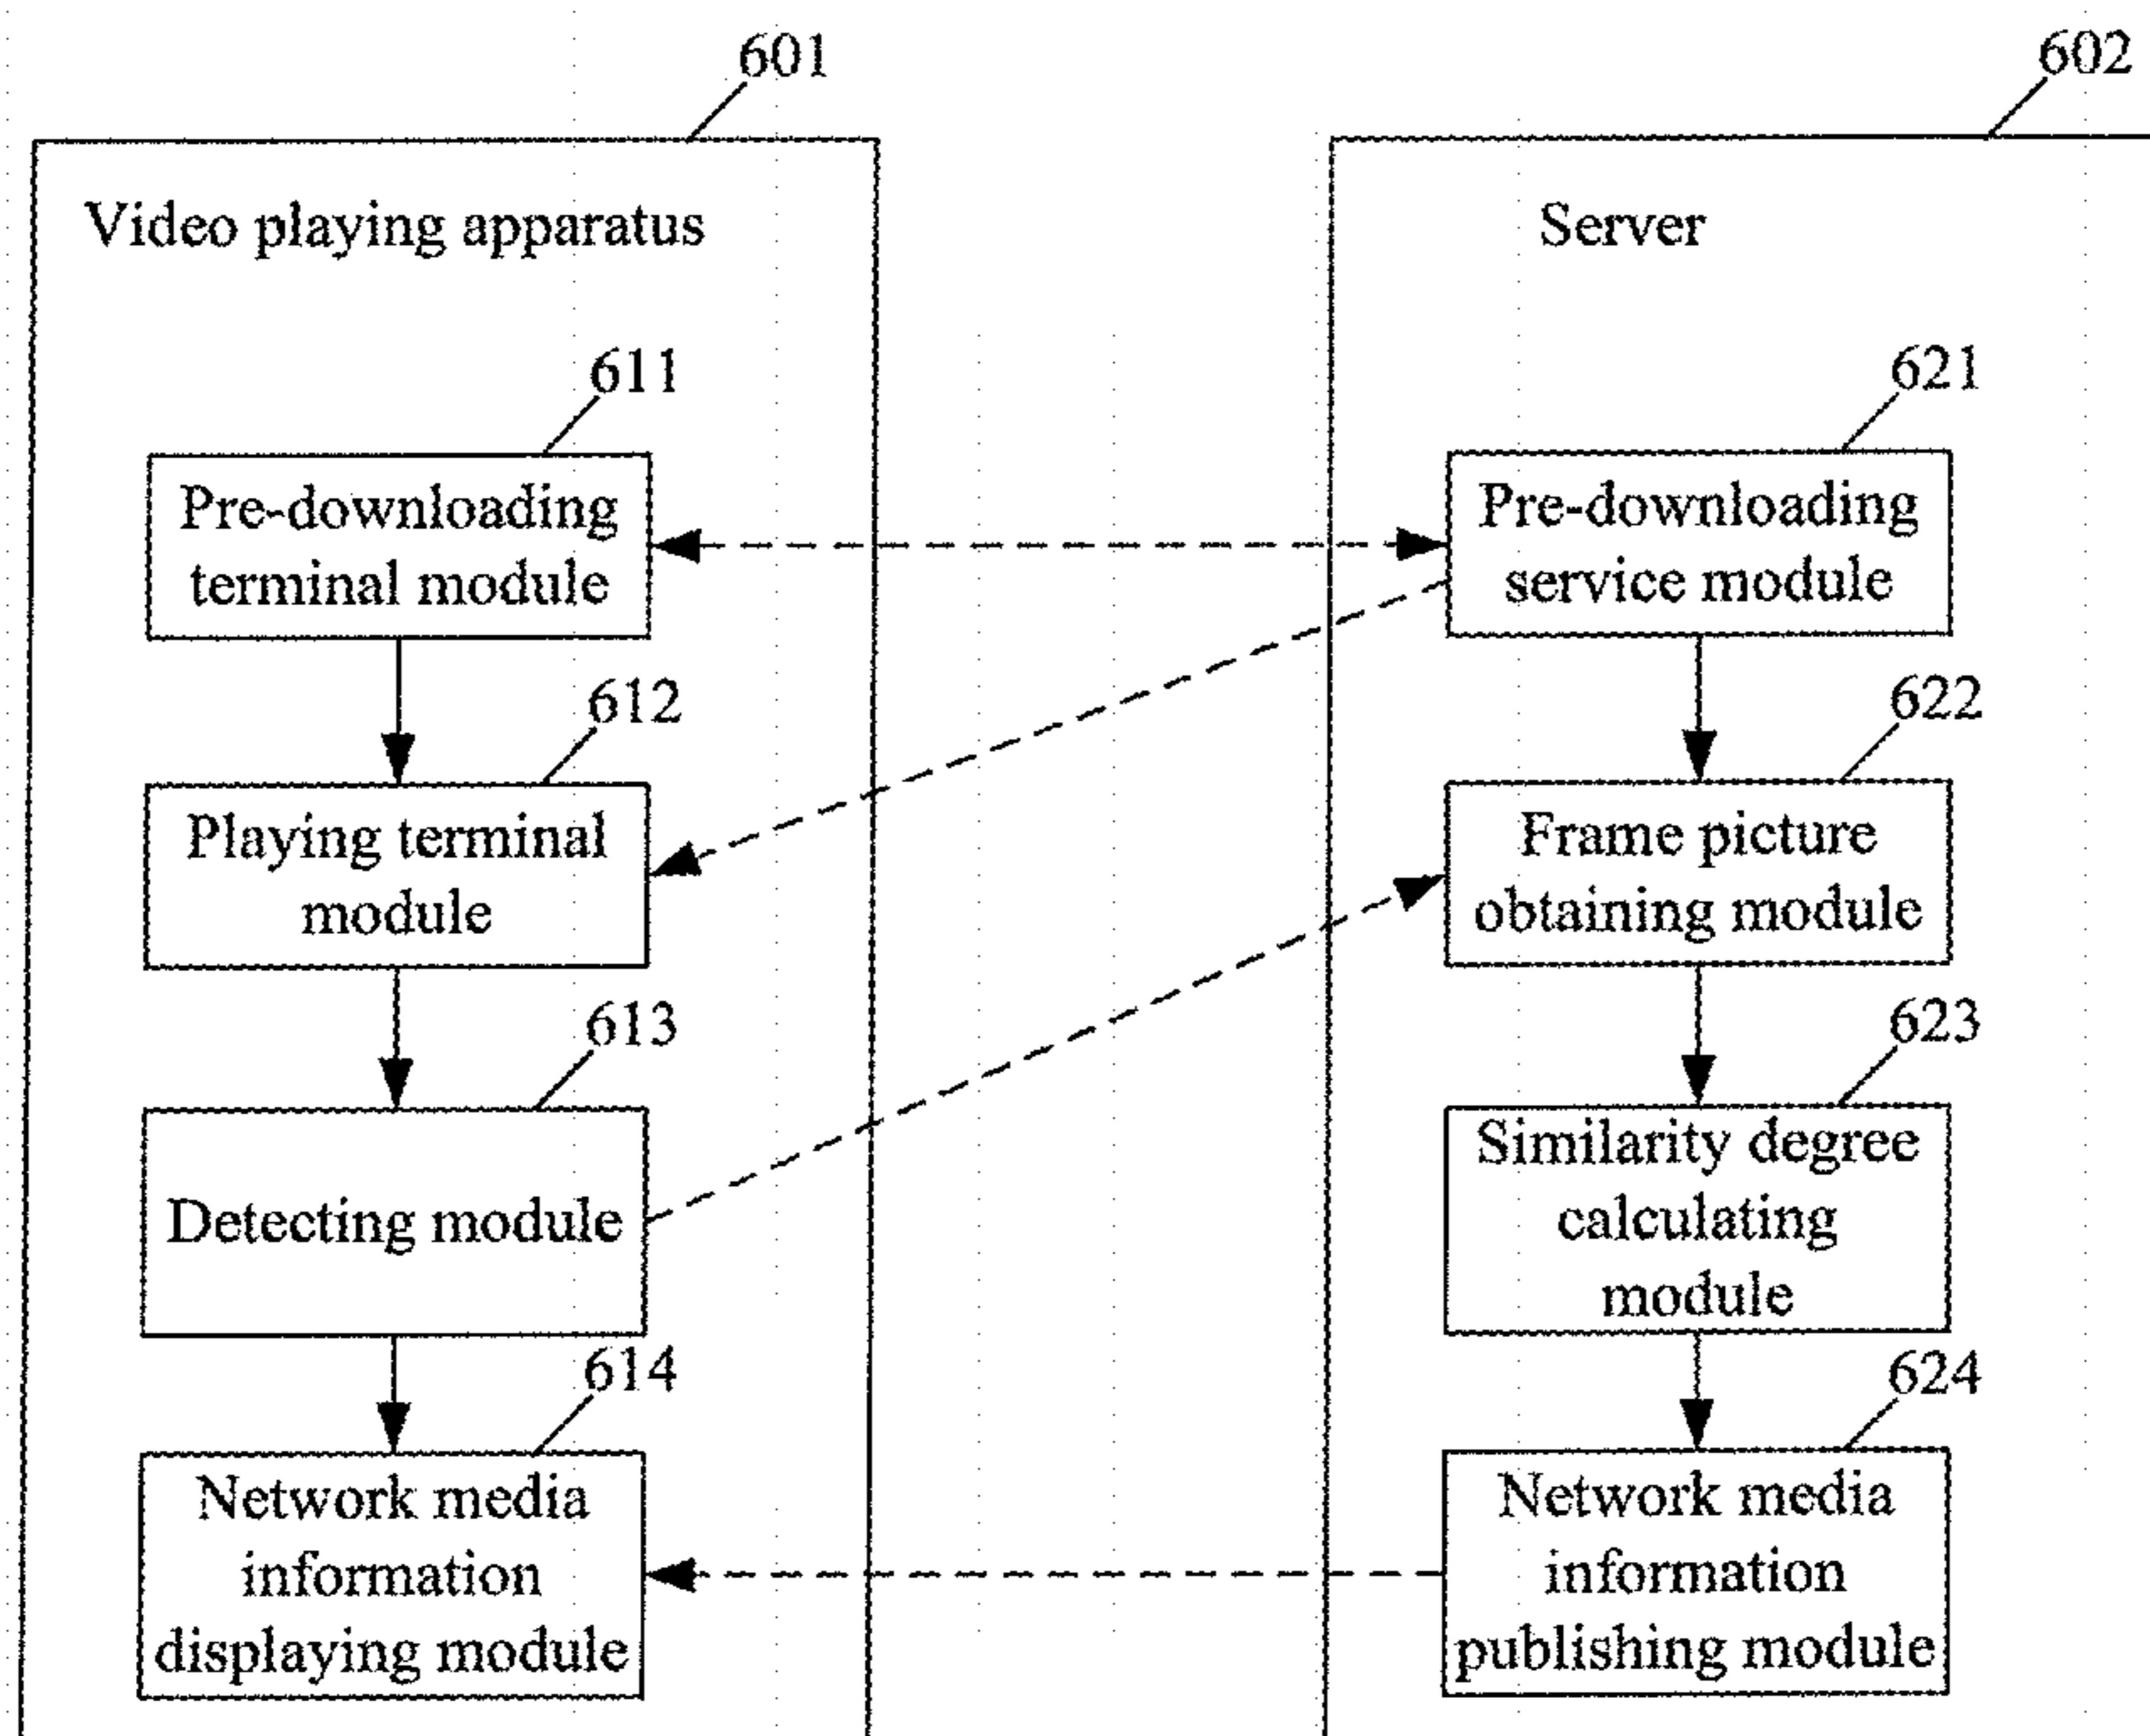 601
Video playing apparatus
611
Pre-downloading
terminal module
612
Playing terminal
module
613
Detecting module
614
Network media
information
displaying module
602
Server
621
Pre-downloading
service module
622
Frame picture
obtaining module
623
Similarity degree
calculating
module
624
Network media
information
publishing module